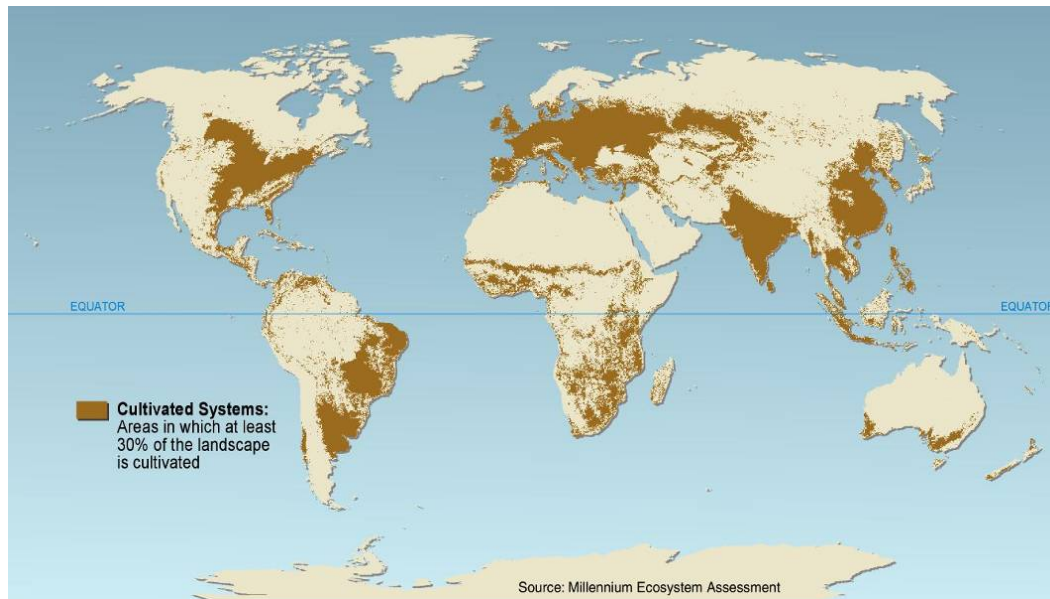 EQUATOR
EQUATOR
Cultivated Systems:
Areas in which at least
30% of the landscape
is cultivated
Source: Millennium Ecosystem Assessment